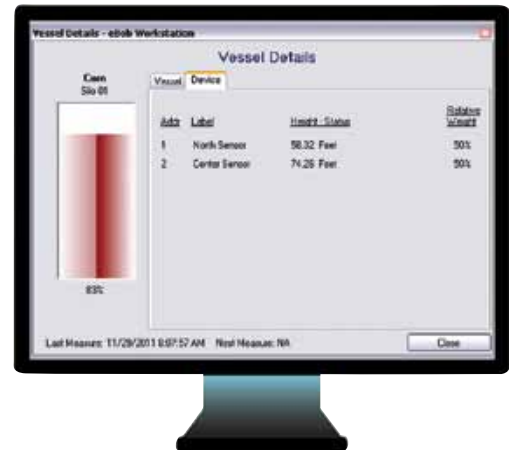 Vessel Details - eBob Workstation
Vessel Details
Corn
Silo 01
Vessel Device
Addr Label Height : Status Relative Weight
1 North Sensor 58.32 Feet 50%
2 Center Sensor 74.28 Feet 50%
83%
Last Measure: 11/29/2011 8:07:57 AM Next Measure: NA
Close